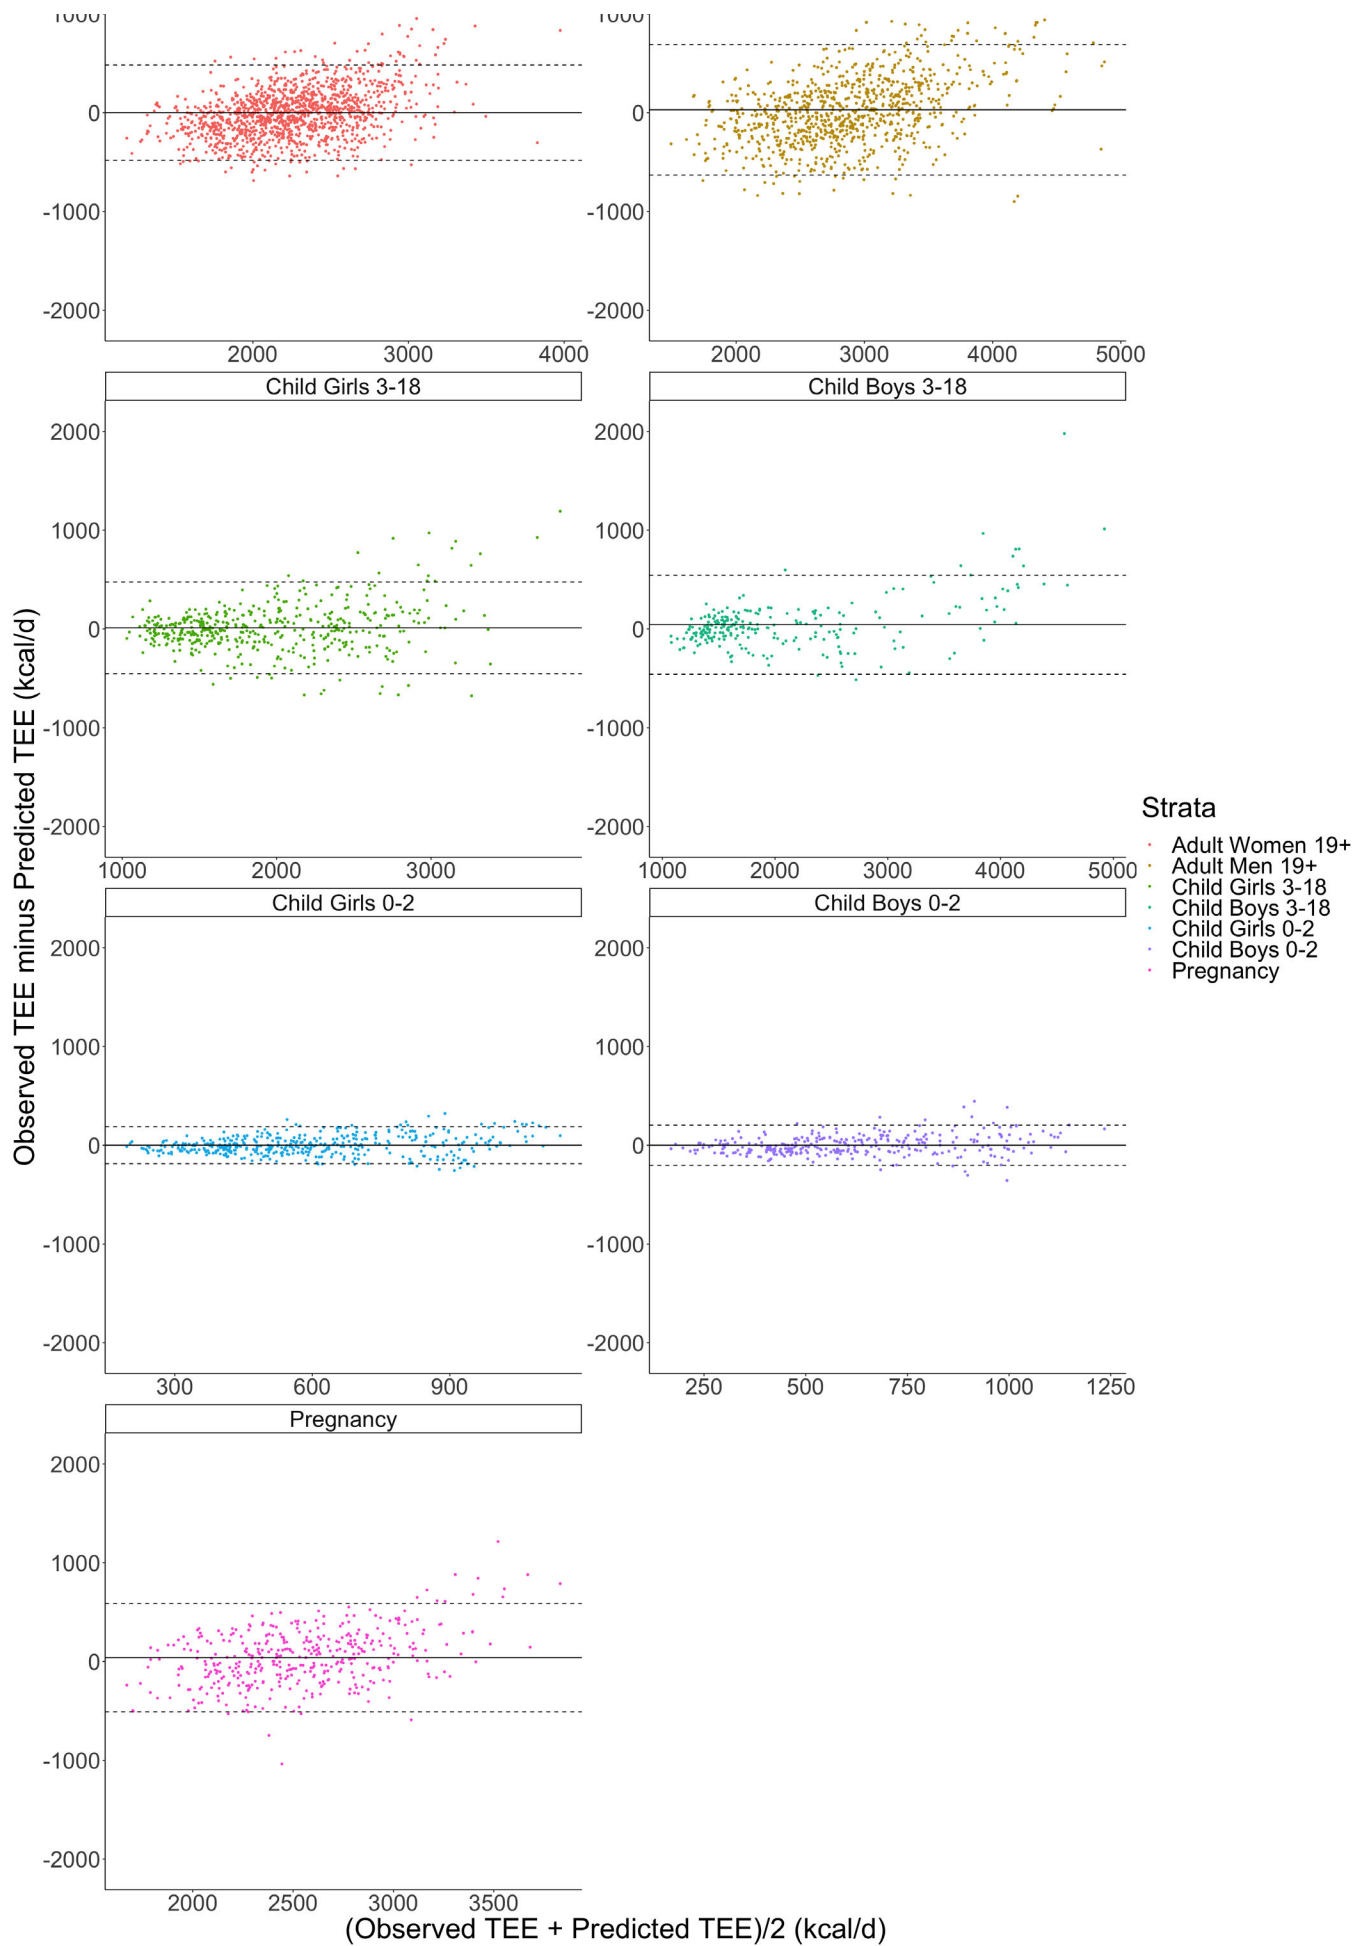 1000
0
-1000
-2000
2000 3000 4000
1000
0
-1000
-2000
2000 3000 4000 5000
Child Girls 3-18
2000
1000
0
-1000
-2000
1000 2000 3000
Child Boys 3-18
2000
1000
0
-1000
-2000
1000 2000 3000 4000 5000
Child Girls 0-2
2000
1000
0
-1000
-2000
300 600 900
Child Boys 0-2
2000
1000
0
-1000
-2000
250 500 750 1000 1250
Pregnancy
2000
1000
0
-1000
-2000
2000 2500 3000 3500
Observed TEE minus Predicted TEE (kcal/d)
(Observed TEE + Predicted TEE)/2 (kcal/d)
Strata
Adult Women 19+
Adult Men 19+
Child Girls 3-18
Child Boys 3-18
Child Girls 0-2
Child Boys 0-2
Pregnancy